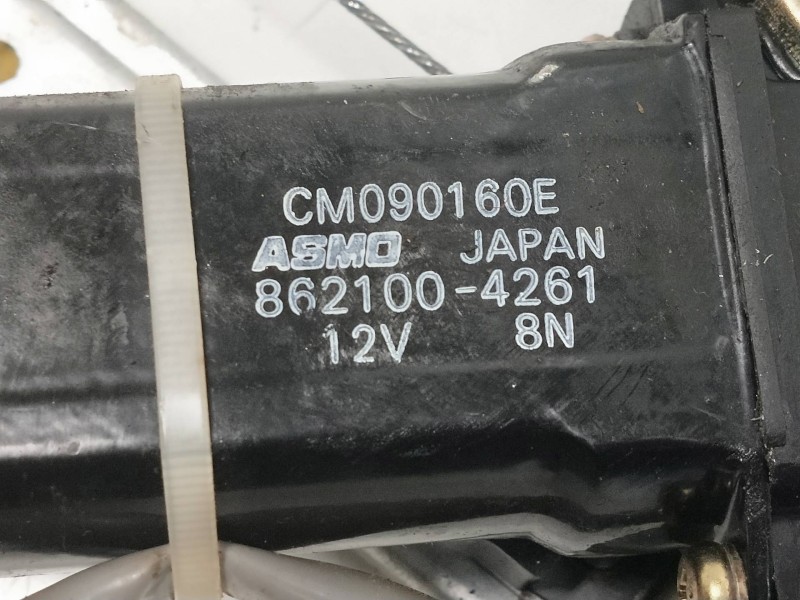 CM090160E
ASMO JAPAN
862100-4261
12V 8N